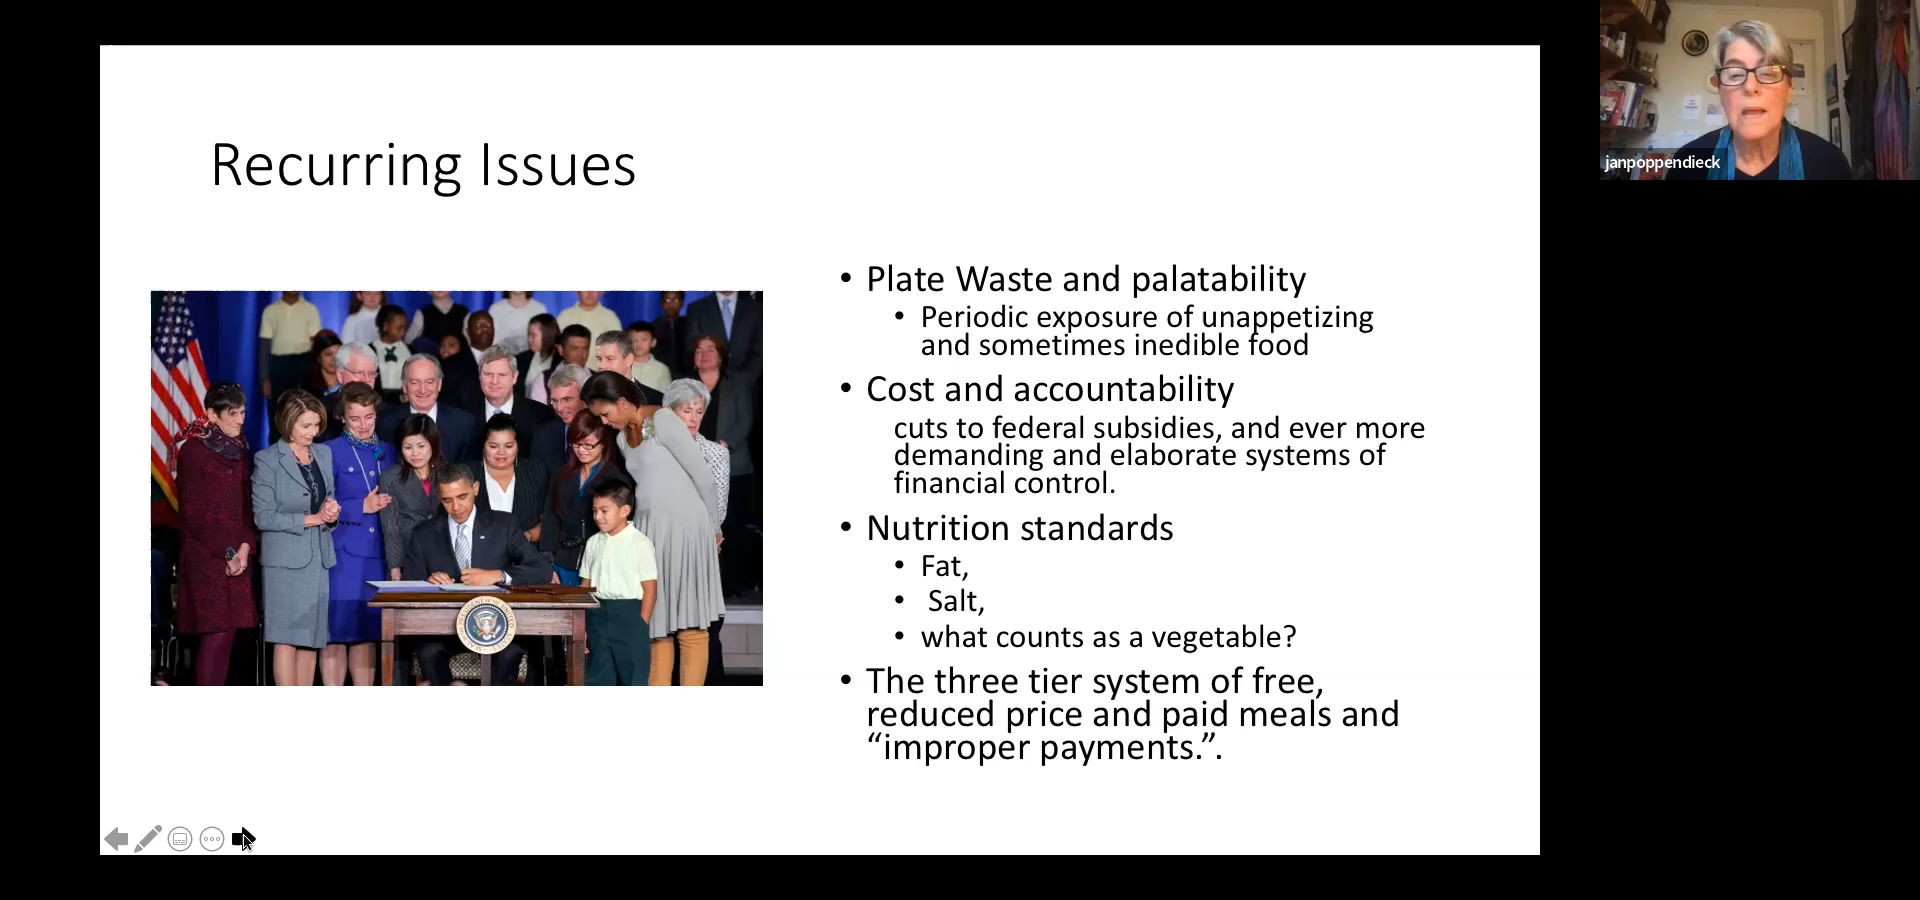 Recurring Issues
• Plate Waste and palatability
• Periodic exposure of unappetizing
and sometimes inedible food
• Cost and accountability
cuts to federal subsidies, and ever more
demanding and elaborate systems of
financial control.
• Nutrition standards
• Fat,
• Salt,
• what counts as a vegetable?
• The three tier system of free,
reduced price and paid meals and
“improper payments.”.
janpoppendieck